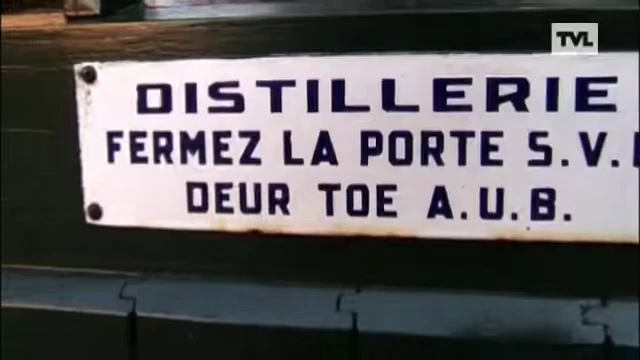 TVL
DISTILLERIE
FERMEZ LA PORTE S.V.
DEUR TOE A.U.B.